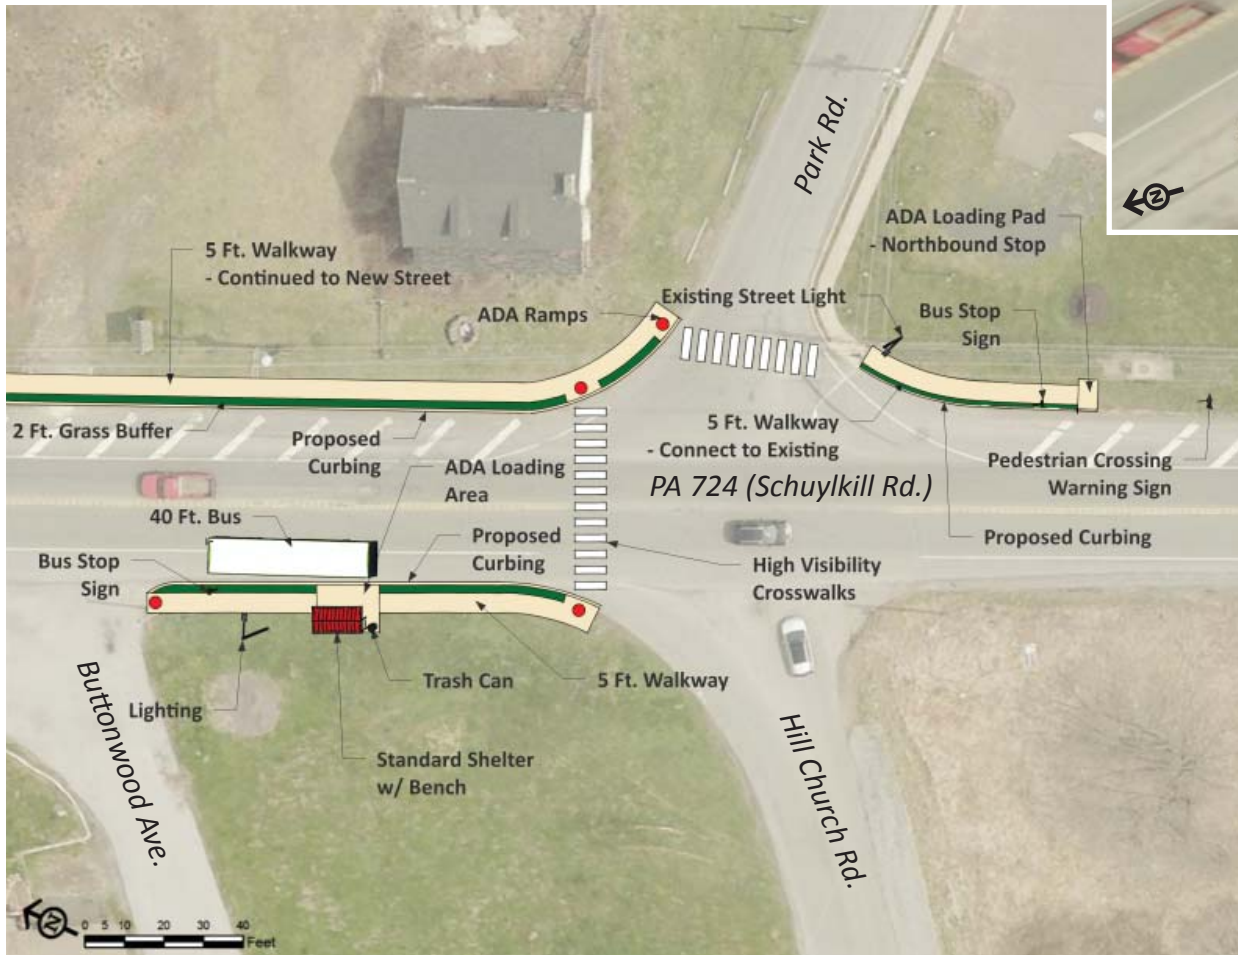 Park Rd.
ADA Loading Pad
- Northbound Stop
5 Ft. Walkway
- Continued to New Street
Existing Street Light
ADA Ramps
Bus Stop
Sign
2 Ft. Grass Buffer
Proposed
Curbing
5 Ft. Walkway
- Connect to Existing
ADA Loading
Area
PA 724 (Schuylkill Rd.)
Pedestrian Crossing
Warning Sign
40 Ft. Bus
Proposed
Curbing
Proposed Curbing
Bus Stop
Sign
High Visibility
Crosswalks
Buttonwood Ave.
Trash Can
5 Ft. Walkway
Lighting
Hill Church Rd.
Standard Shelter
w/ Bench
N
N
0 5 10 20 30 40
Feet